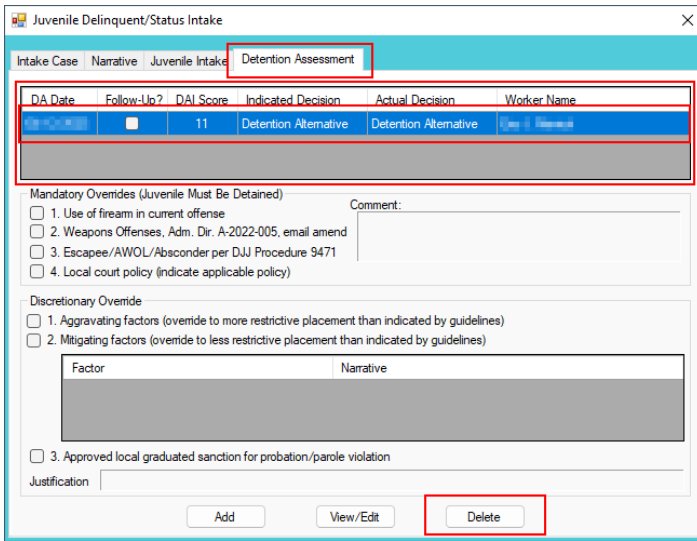 Juvenile Delinquent/Status Intake
Intake Case Narrative Juvenile Intake Detention Assessment
DA Date Follow-Up? DAI Score Indicated Decision Actual Decision Worker Name
11 Detention Alternative Detention Alternative
Mandatory Overrides (Juvenile Must Be Detained)
Comment:
1. Use of firearm in current offense
2. Weapons Offenses, Adm. Dir. A-2022-005, email amend
3. Escapee/AWOL/Absconder per DJJ Procedure 9471
4. Local court policy (indicate applicable policy)
Discretionary Override
1. Aggravating factors (override to more restrictive placement than indicated by guidelines)
2. Mitigating factors (override to less restrictive placement than indicated by guidelines)
Factor Narrative
3. Approved local graduated sanction for probation/parole violation
Justification
Add View/Edit Delete